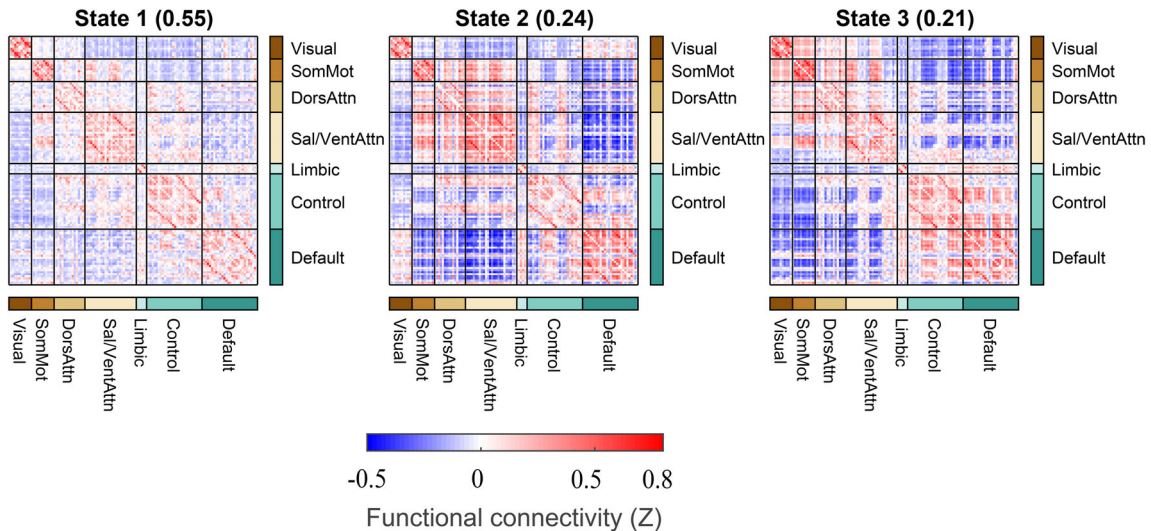 State 1 (0.55)
State 2 (0.24)
State 3 (0.21)
Visual
SomMot
DorsAttn
Sal/VentAttn
Limbic
Control
Default
Visual
SomMot
DorsAttn
Sal/VentAttn
Limbic
Control
Default
Visual
SomMot
DorsAttn
Sal/VentAttn
Limbic
Control
Default
Visual
SomMot
DorsAttn
Sal/VentAttn
Limbic
Control
Default
Visual
SomMot
DorsAttn
Sal/VentAttn
Limbic
Control
Default
Visual
SomMot
DorsAttn
Sal/VentAttn
Limbic
Control
Default
-0.5 0 0.5 0.8
Functional connectivity (Z)